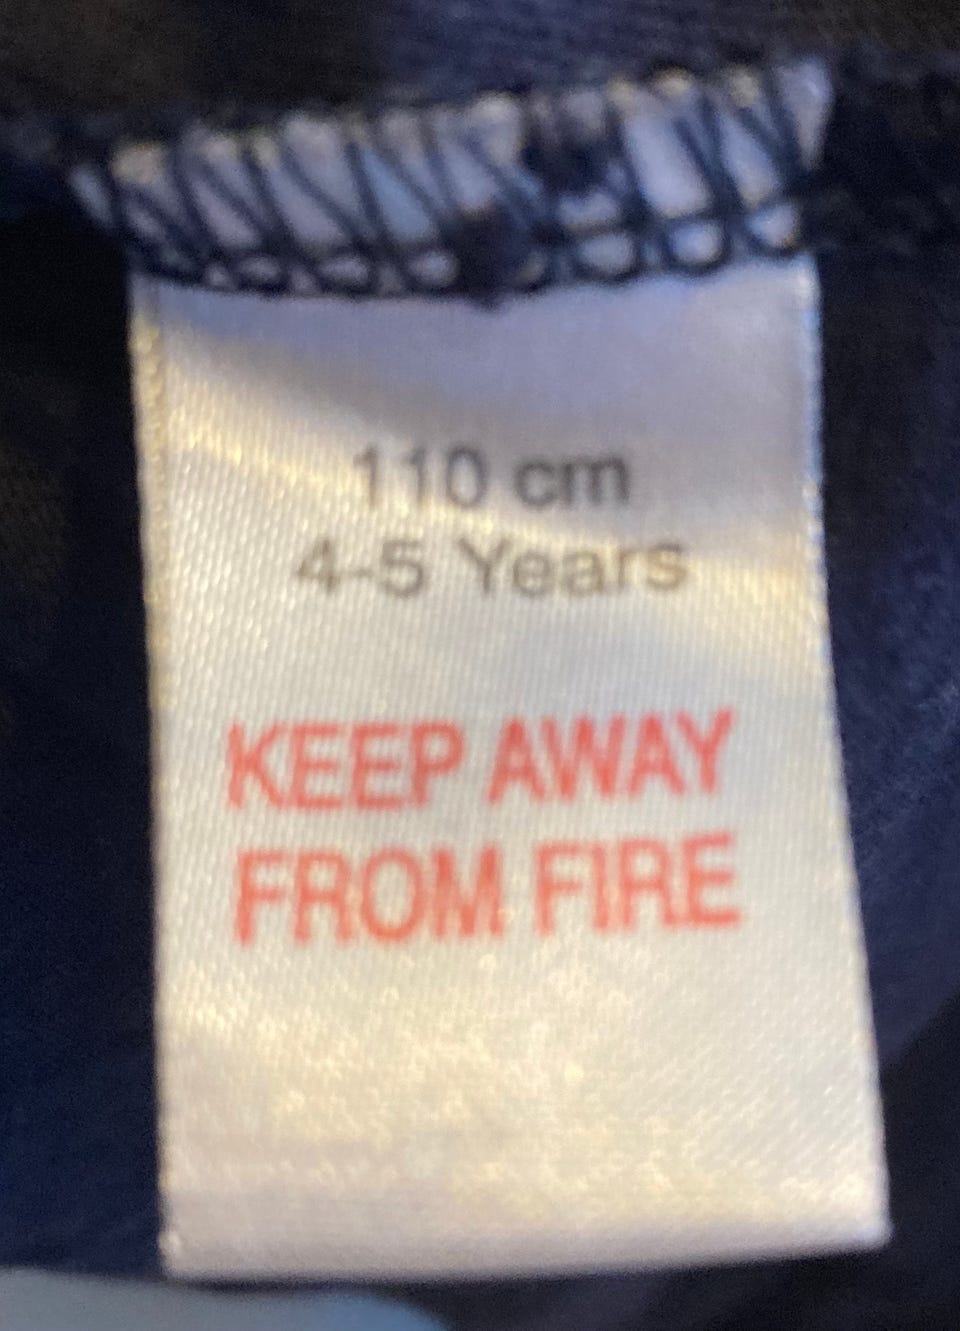 110 cm
4-5 Years
KEEP AWAY
FROM FIRE